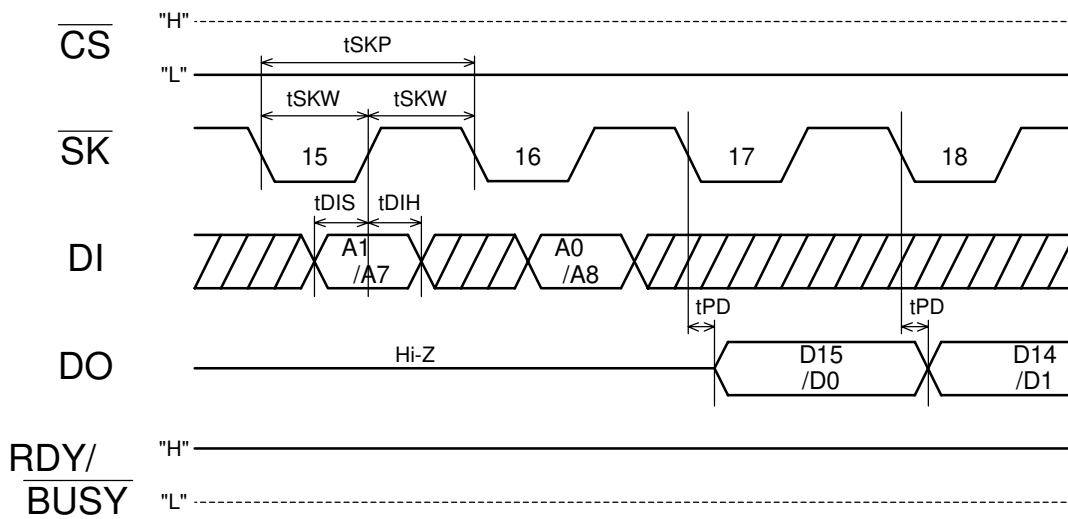 "H"
CS
tSKP
"L"
tSKW
tSKW
SK
15
16
17
18
tDIS
tDIH
DI
A1
/A7
A0
/A8
tPD
tPD
DO
Hi-Z
D15
/D0
D14
/D1
RDY/
BUSY
"H"
"L"